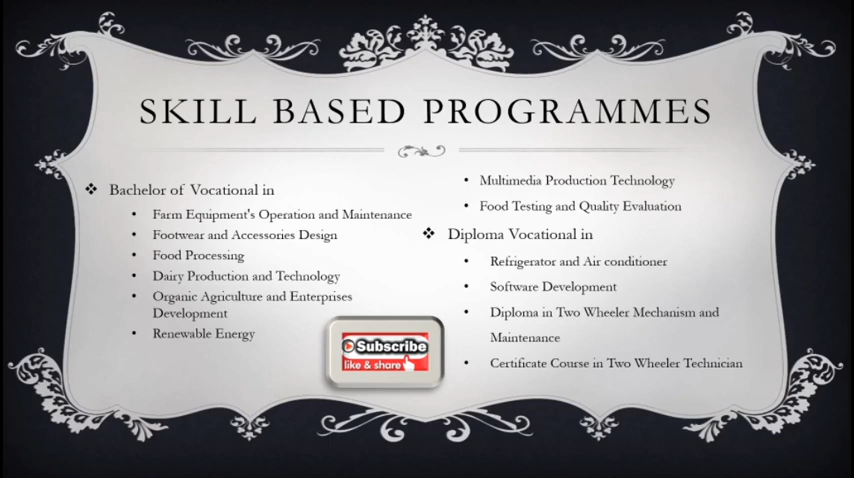 SKILL BASED PROGRAMMES
Bachelor of Vocational in
Farm Equipment's Operation and Maintenance
Footwear and Accessories Design
Food Processing
Dairy Production and Technology
Organic Agriculture and Enterprises
Development
Renewable Energy
Multimedia Production Technology
Food Testing and Quality Evaluation
Diploma Vocational in
Refrigerator and Air conditioner
Software Development
Diploma in Two Wheeler Mechanism and
Maintenance
Certificate Course in Two Wheeler Technician
Subscribe
like & share